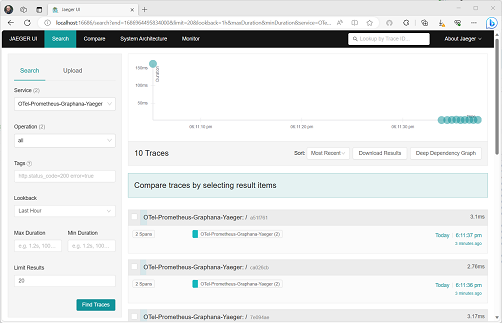 Jaeger UI
localhost:16686/search?end=1686964495834000&limit=20&lookback=1h&maxDuration&minDuration&service=OTe...
JAEGER UI Search Compare System Architecture Monitor Lookup by Trace ID... About Jaeger
Search Upload
Service (2)
OTel-Prometheus-Graphana-Yaeger
Operation (2)
all
Tags
http.status_code=200 error=true
Lookback
Last Hour
Max Duration Min Duration
e.g. 1.2s, 100... e.g. 1.2s, 100...
Limit Results
20
Find Traces
Duration
150ms
100ms
50ms
06:11:10 pm 06:11:20 pm 06:11:30 pm
10 Traces Sort: Most Recent Download Results Deep Dependency Graph
Compare traces by selecting result items
OTel-Prometheus-Graphana-Yaeger: / 3.1ms
2 Spans OTel-Prometheus-Graphana-Yaeger (2) Today 6:11:37 pm
3 minutes ago
OTel-Prometheus-Graphana-Yaeger: / 2.76ms
2 Spans OTel-Prometheus-Graphana-Yaeger (2) Today 6:11:36 pm
3 minutes ago
OTel-Prometheus-Graphana-Yaeger: / 3.17ms